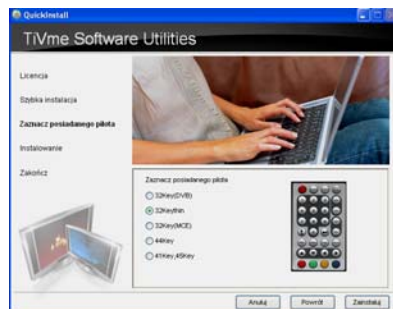 QuickInstall
TiVme Software Utilities
Licencja
Szybka instalacja
Zaznacz posiadanego pilota
Instalowanie
Zakończ
Zaznacz posiadanego pilota
32Key(DVB)
32Keythin
32Key(MCE)
44Key
41Key,45Key
Anuluj
Powrót
Zainstaluj